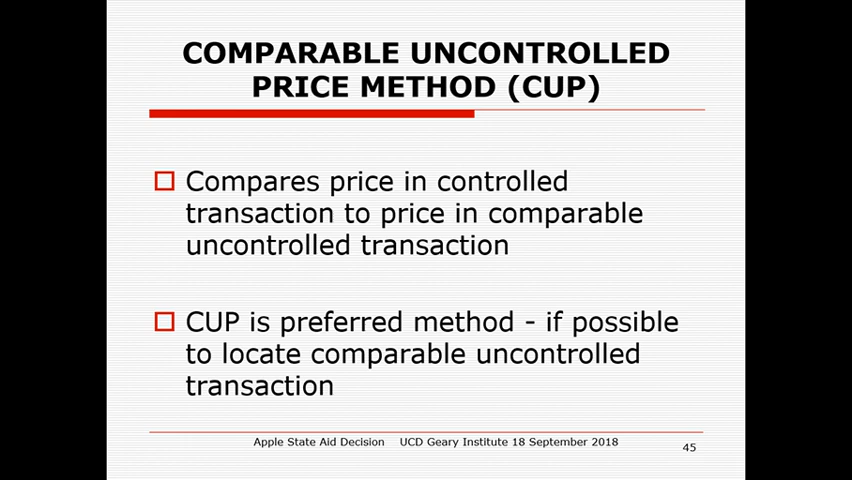 COMPARABLE UNCONTROLLED
PRICE METHOD (CUP)
Compares price in controlled
transaction to price in comparable
uncontrolled transaction
CUP is preferred method - if possible
to locate comparable uncontrolled
transaction
Apple State Aid Decision UCD Geary Institute 18 September 2018
45